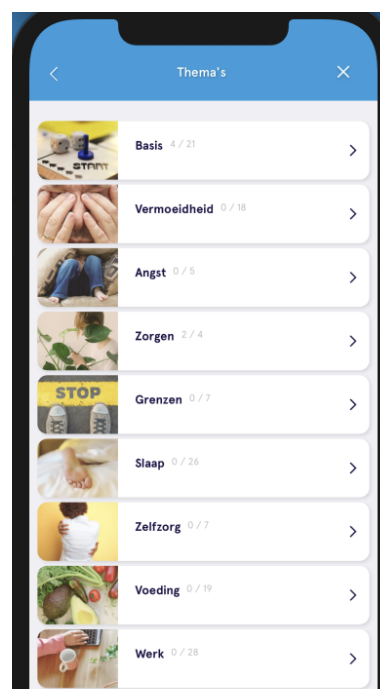 Thema's
START
Basis 4 / 21
Vermoeidheid 0 / 18
Angst 0 / 5
Zorgen 2 / 4
STOP
Grenzen 0 / 7
Slaap 0 / 26
Zelfzorg 0 / 7
Voeding 0 / 19
Werk 0 / 28